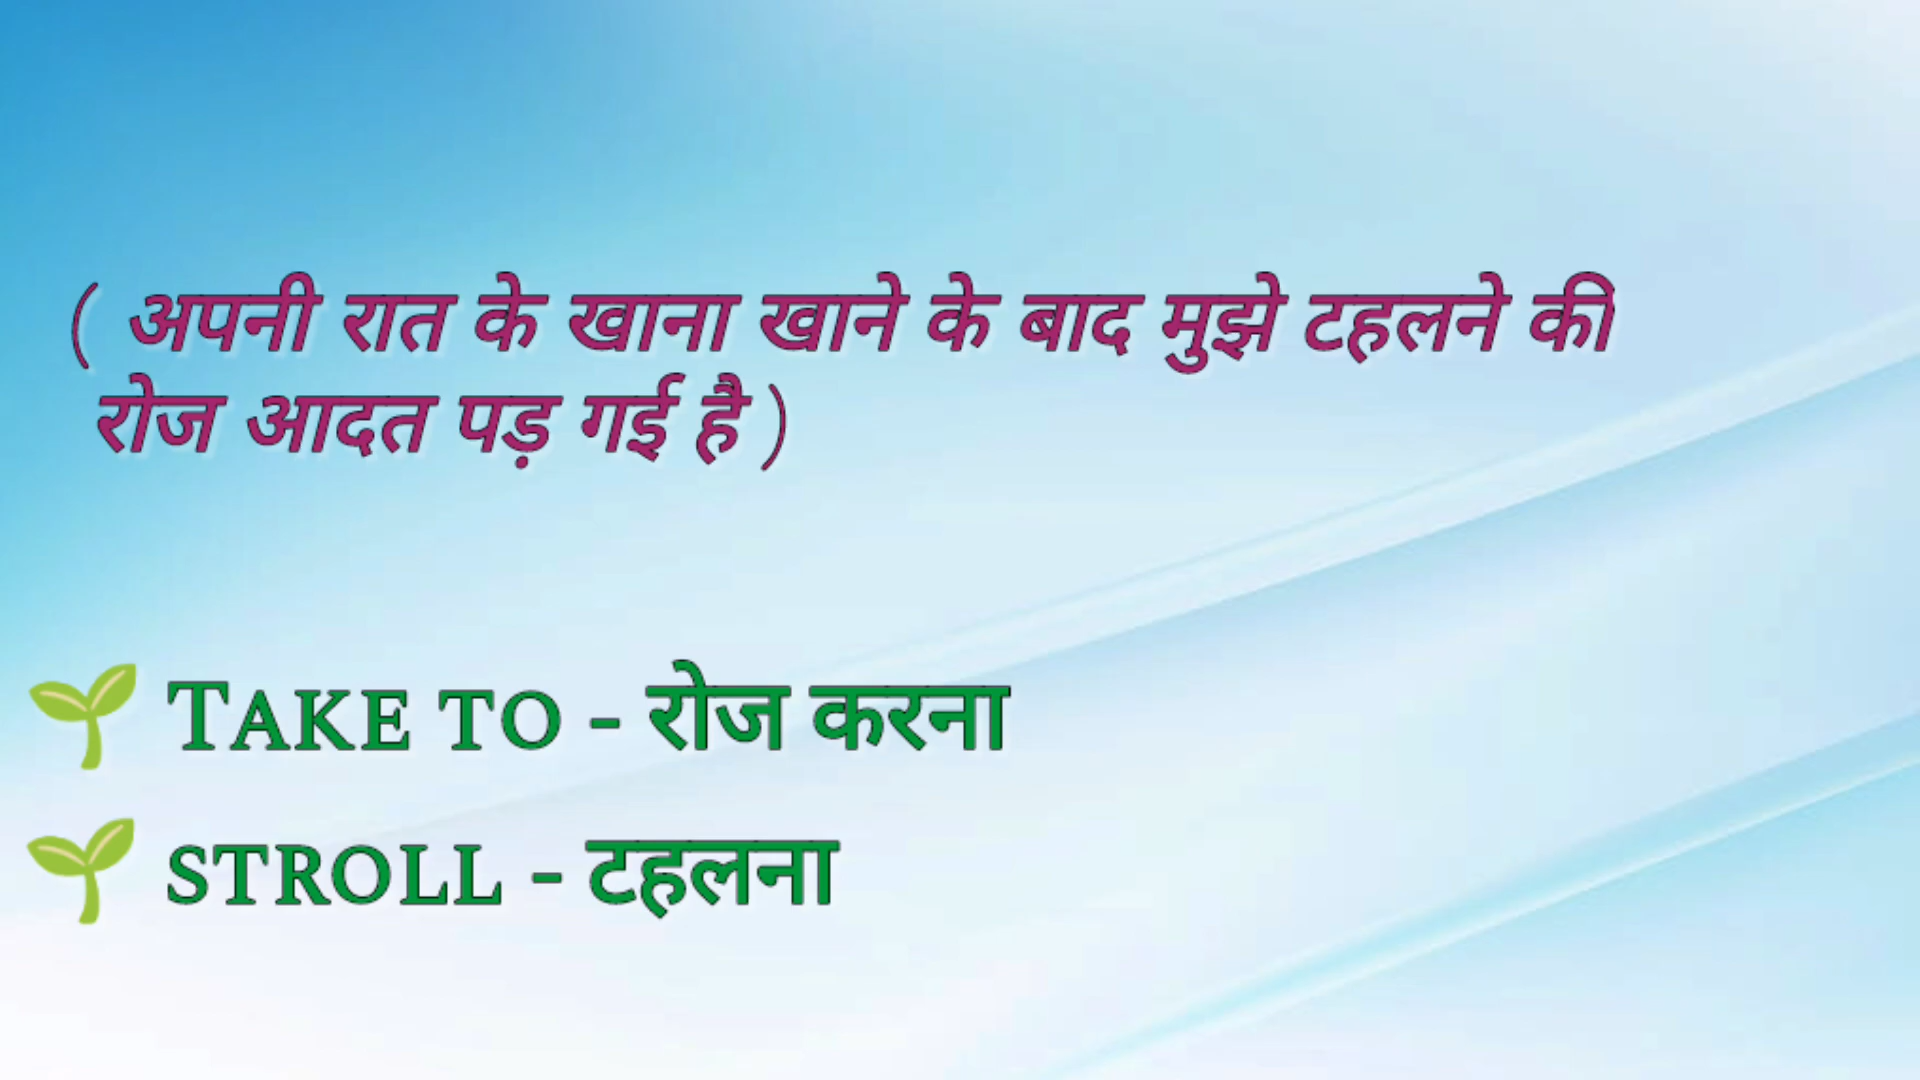 ( अपनी रात के खाना खाने के बाद मुझे टहलने की
रोज आदत पड़ गई है )
🌱 TAKE TO - रोज करना
🌱 STROLL - टहलना